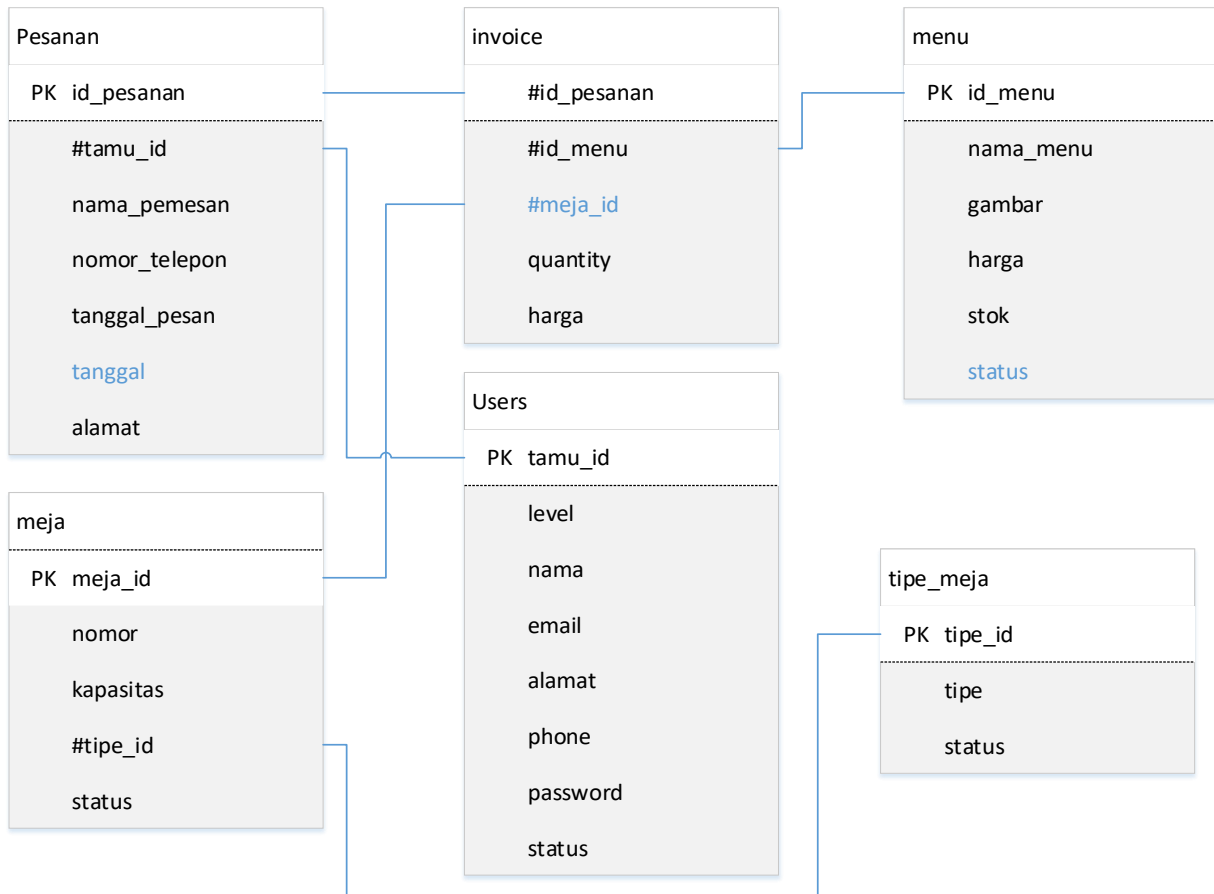 Pesanan
PK id_pesanan
#tamu_id
nama_pemesan
nomor_telepon
tanggal_pesan
tanggal
alamat
invoice
#id_pesanan
#id_menu
#meja_id
quantity
harga
menu
PK id_menu
nama_menu
gambar
harga
stok
status
Users
PK tamu_id
level
nama
email
alamat
phone
password
status
meja
PK meja_id
nomor
kapasitas
#tipe_id
status
tipe_meja
PK tipe_id
tipe
status